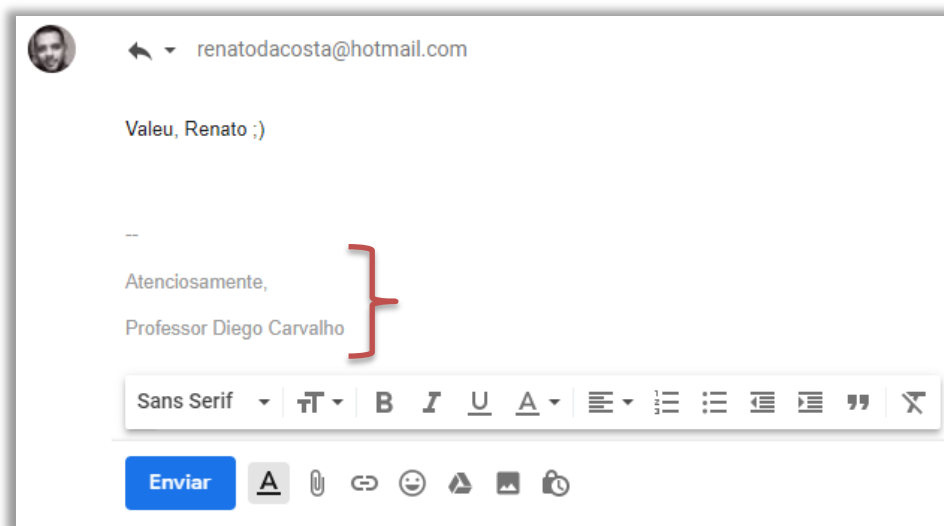 renatodacosta@hotmail.com
Valeu, Renato ;)
--
Atenciosamente,
Professor Diego Carvalho
Sans Serif
Enviar